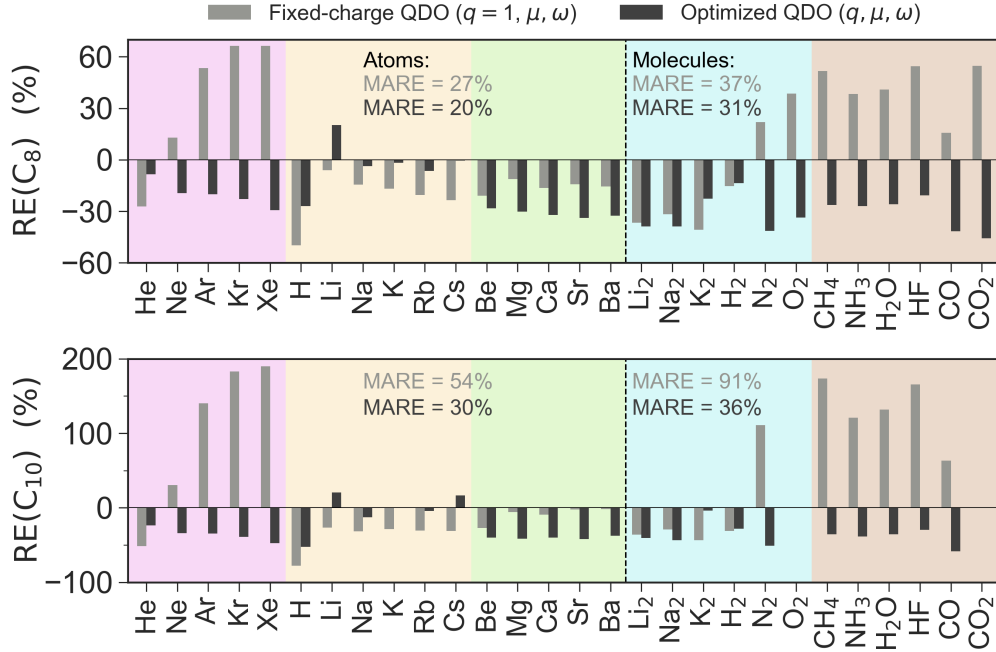 Fixed-charge QDO (q = 1, μ, ω) Optimized QDO (q, μ, ω)
RE(C₈) (%)
60
30
0
−30
−60
Atoms:
MARE = 27%
MARE = 20%
Molecules:
MARE = 37%
MARE = 31%
He Ne Ar Kr Xe H Li Na K Rb Cs Be Mg Ca Sr Ba Li₂ Na₂ K₂ H₂ N₂ O₂ CH₄ NH₃ H₂O HF CO CO₂
RE(C₁₀) (%)
200
100
0
−100
MARE = 54%
MARE = 30%
MARE = 91%
MARE = 36%
He Ne Ar Kr Xe H Li Na K Rb Cs Be Mg Ca Sr Ba Li₂ Na₂ K₂ H₂ N₂ O₂ CH₄ NH₃ H₂O HF CO CO₂